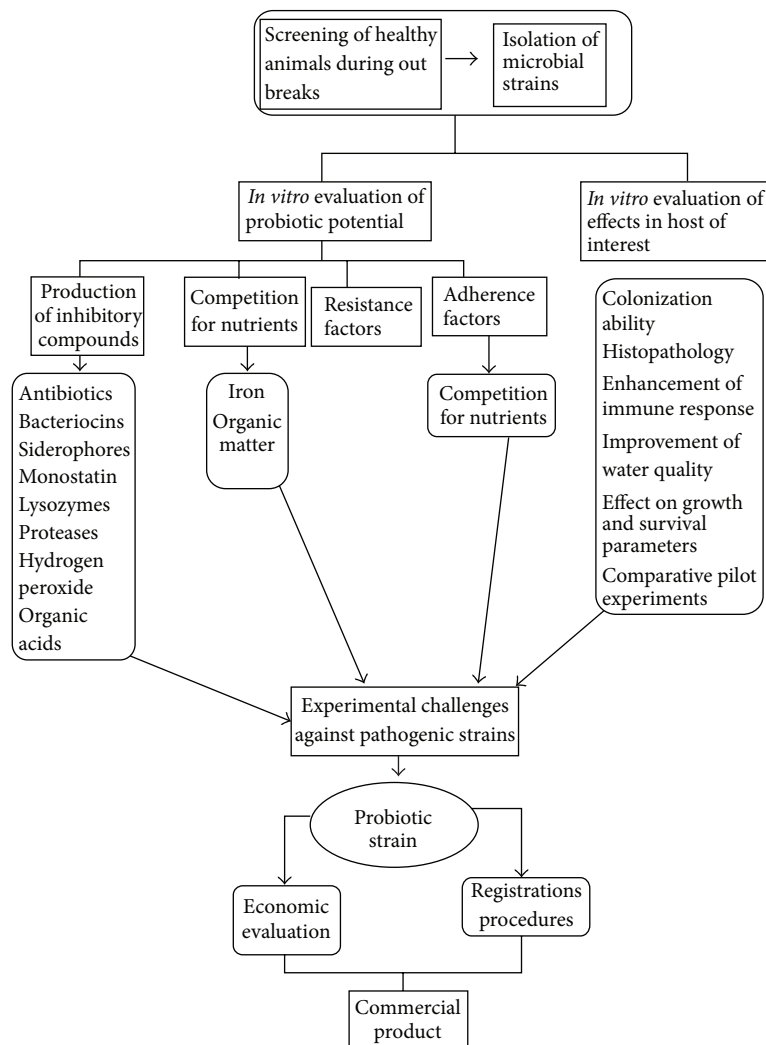 Screening of healthy
animals during out
breaks
Isolation of
microbial
strains
In vitro evaluation of
probiotic potential
In vitro evaluation of
effects in host of
interest
Production
of inhibitory
compounds
Competition
for nutrients
Resistance
factors
Adherence
factors
Antibiotics
Bacteriocins
Siderophores
Monostatin
Lysozymes
Proteases
Hydrogen
peroxide
Organic
acids
Iron
Organic
matter
Competition
for nutrients
Colonization
ability
Histopathology
Enhancement of
immune response
Improvement of
water quality
Effect on growth
and survival
parameters
Comparative pilot
experiments
Experimental challenges
against pathogenic strains
Probiotic
strain
Economic
evaluation
Registrations
procedures
Commercial
product